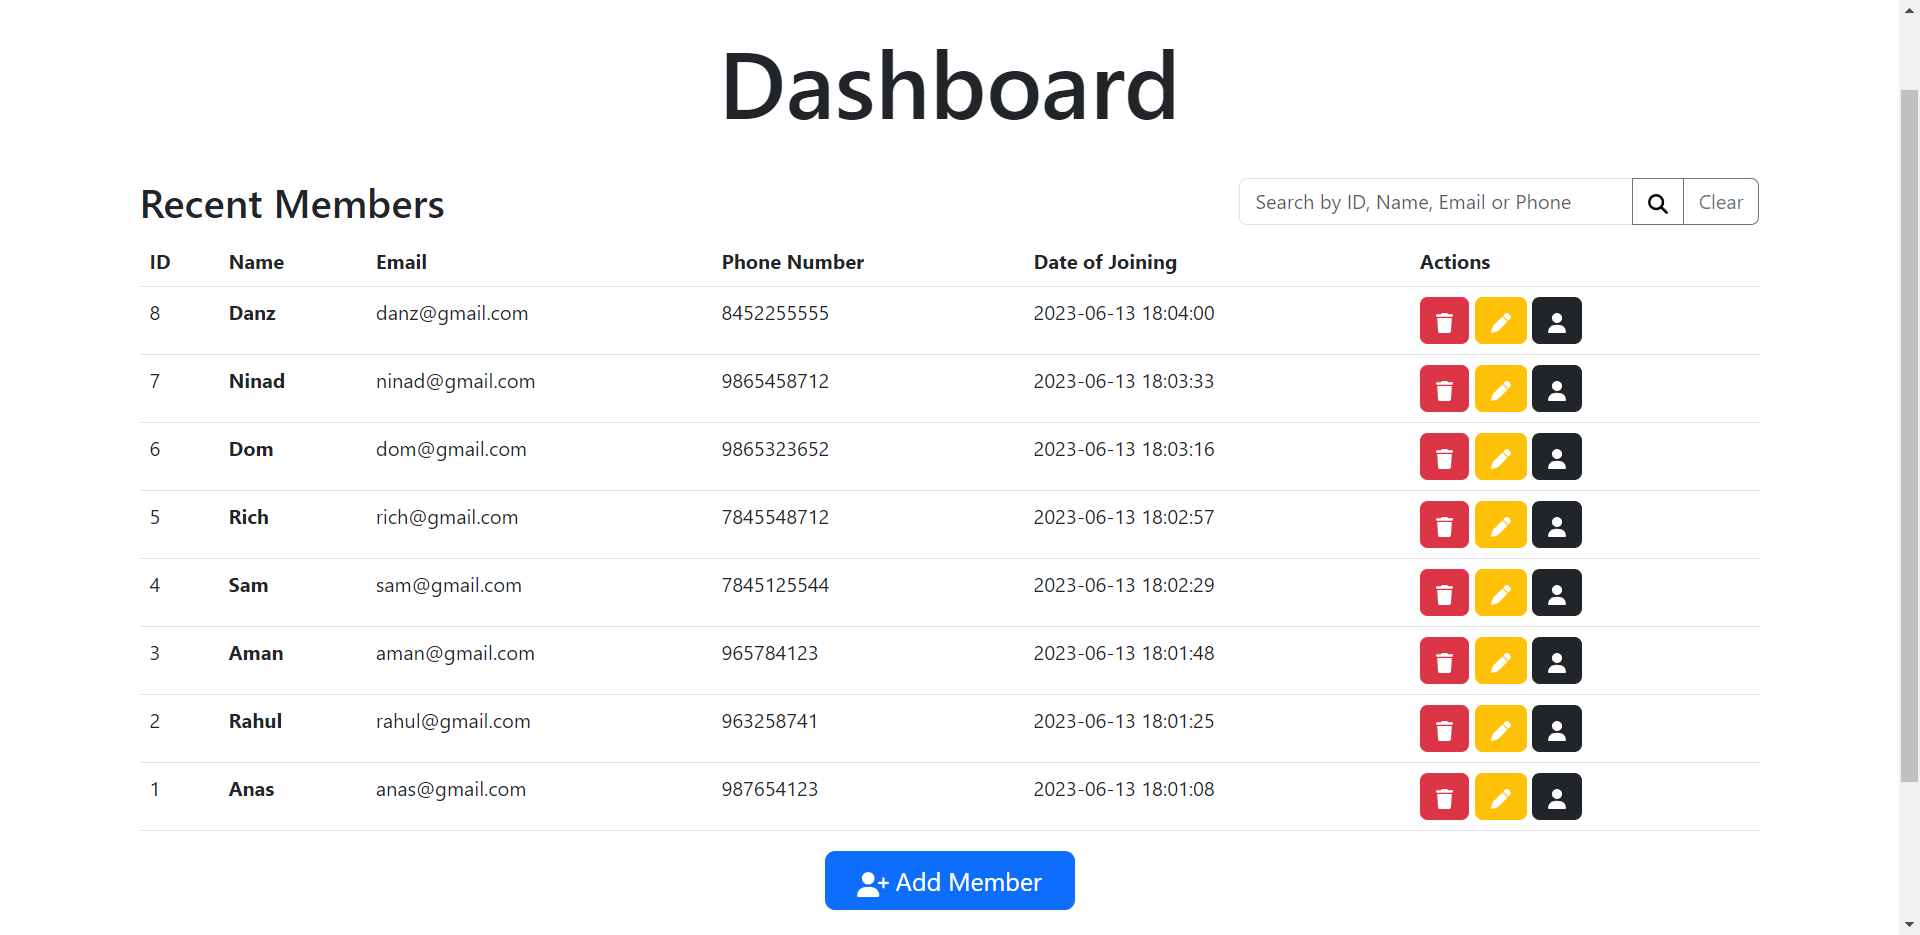 Dashboard
Recent Members
Search by ID, Name, Email or Phone Clear
ID Name Email Phone Number Date of Joining Actions
8 Danz danz@gmail.com 8452255555 2023-06-13 18:04:00
7 Ninad ninad@gmail.com 9865458712 2023-06-13 18:03:33
6 Dom dom@gmail.com 9865323652 2023-06-13 18:03:16
5 Rich rich@gmail.com 7845548712 2023-06-13 18:02:57
4 Sam sam@gmail.com 7845125544 2023-06-13 18:02:29
3 Aman aman@gmail.com 965784123 2023-06-13 18:01:48
2 Rahul rahul@gmail.com 963258741 2023-06-13 18:01:25
1 Anas anas@gmail.com 987654123 2023-06-13 18:01:08
Add Member